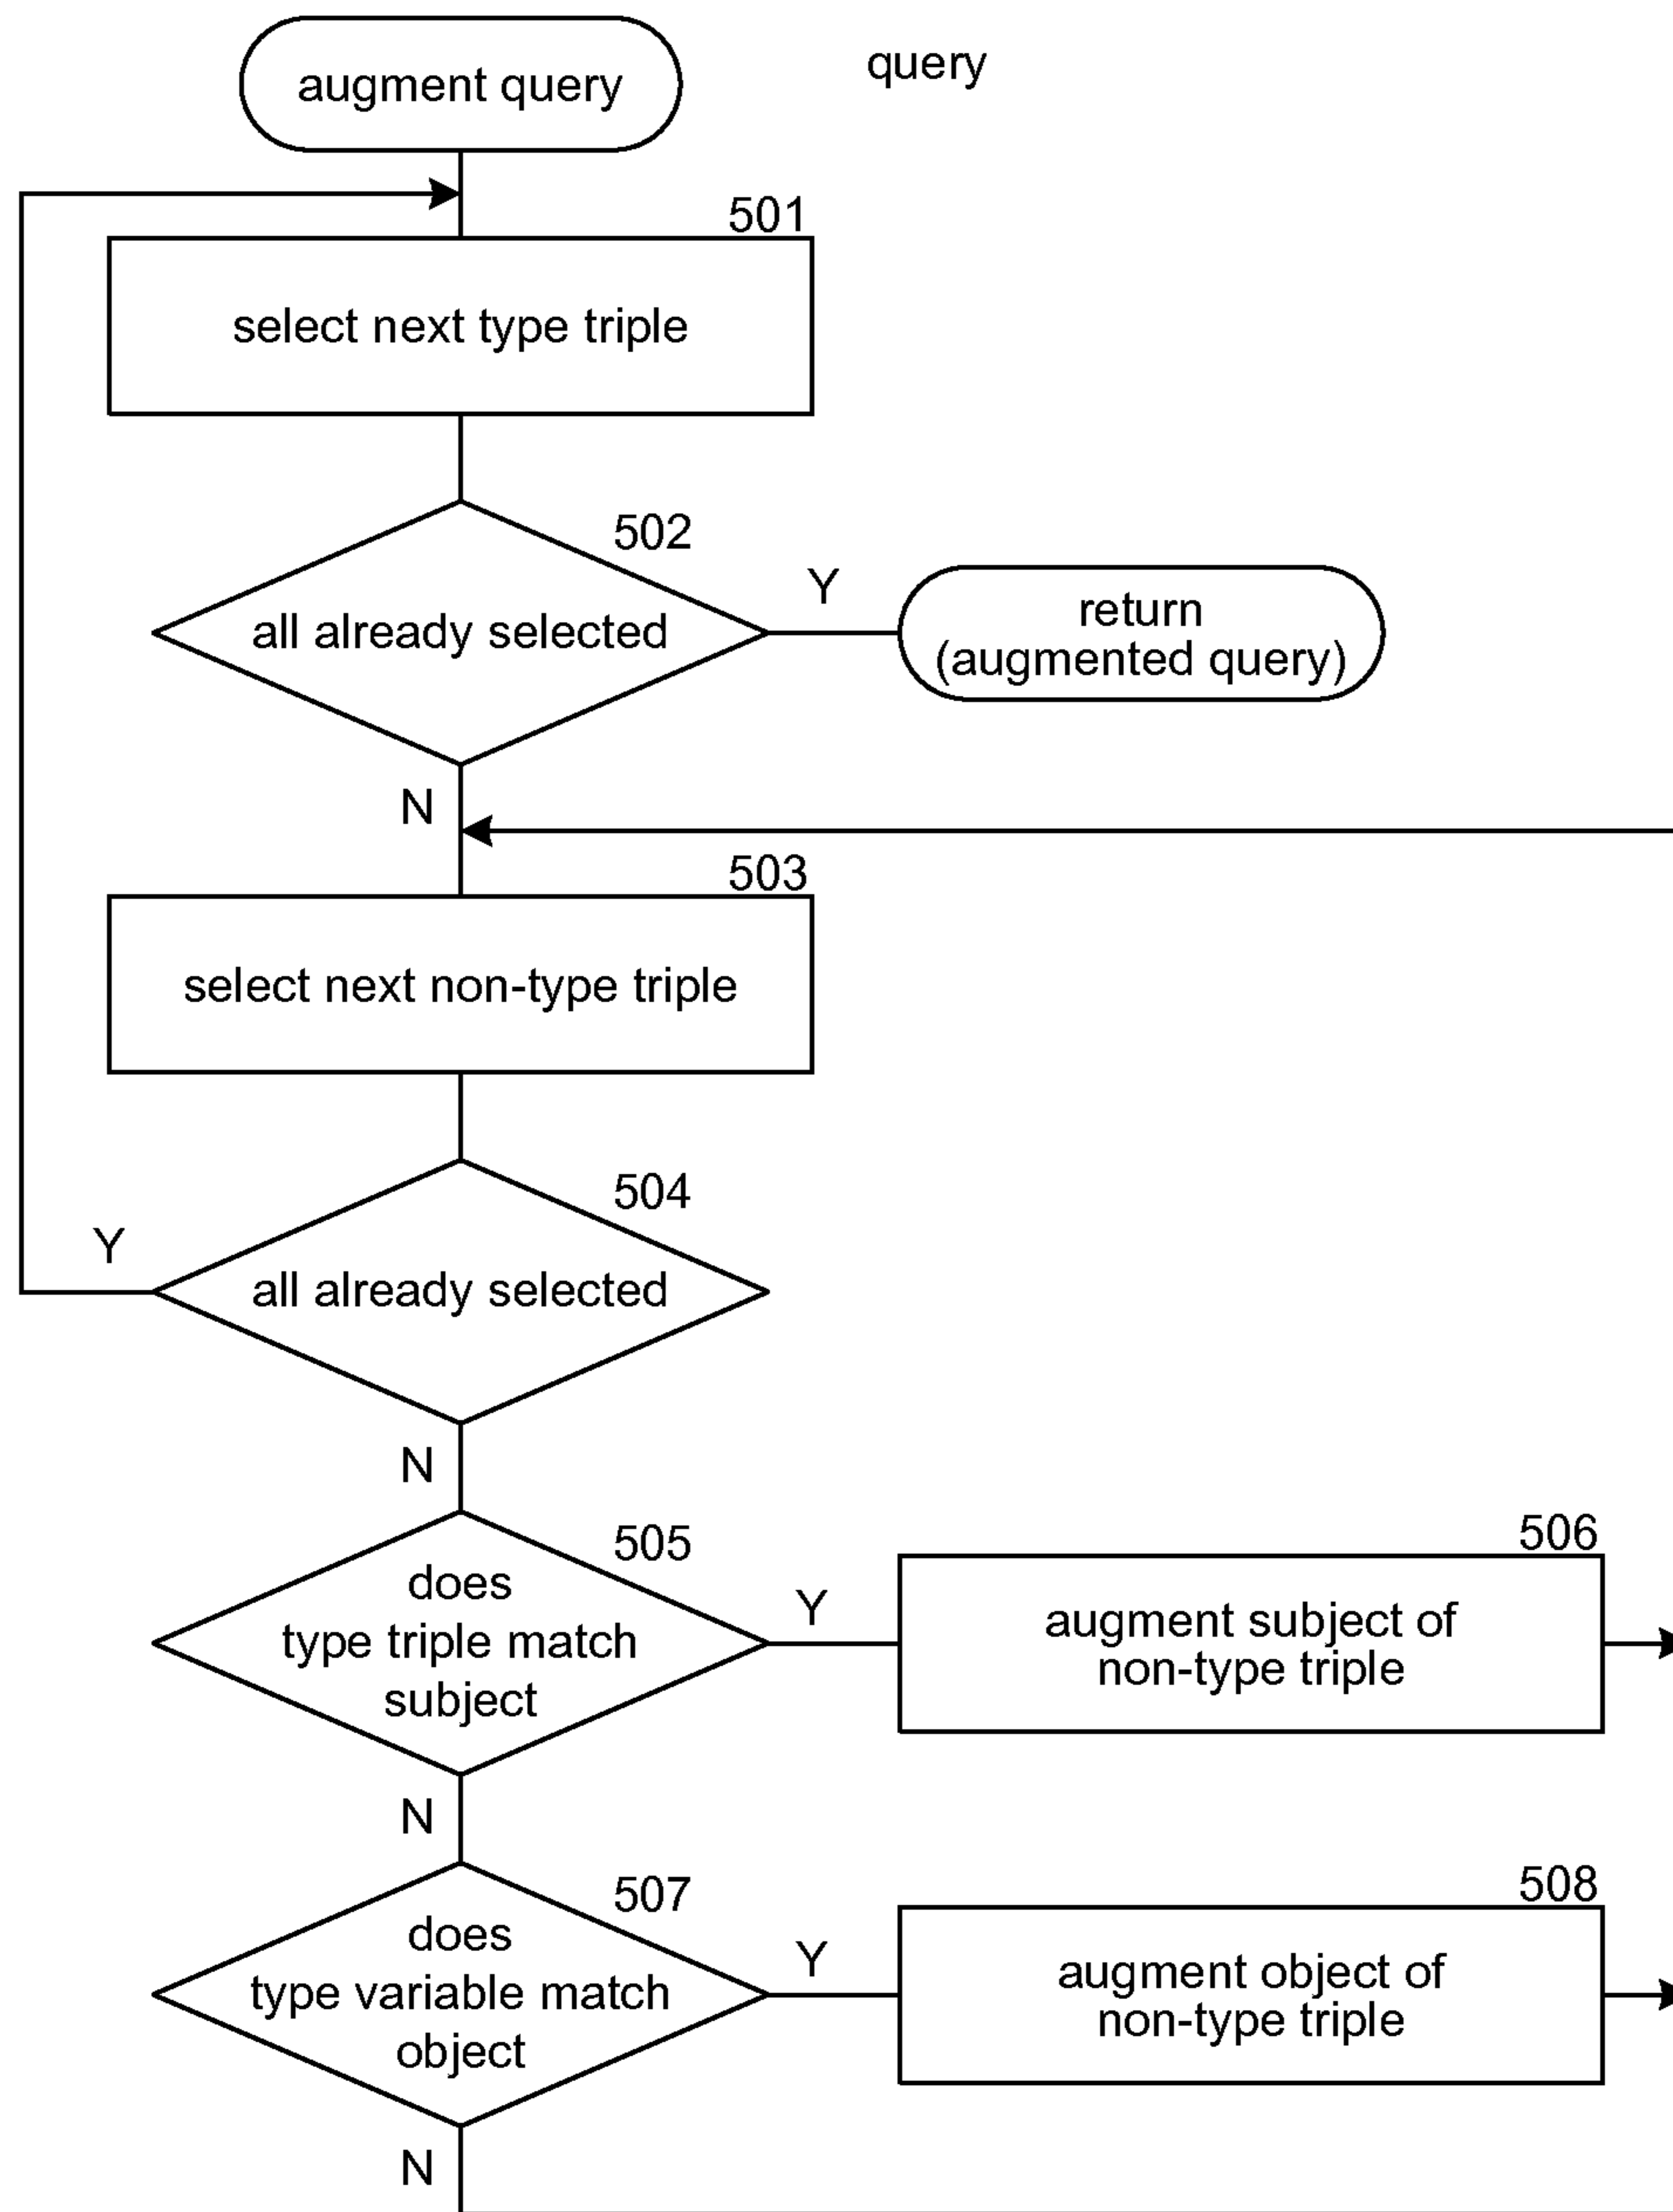 augment query
query
501
select next type triple
502
all already selected
Y
return
(augmented query)
N
503
select next non-type triple
504
all already selected
Y
N
505
does
type triple match
subject
Y
506
augment subject of
non-type triple
N
507
does
type variable match
object
Y
508
augment object of
non-type triple
N